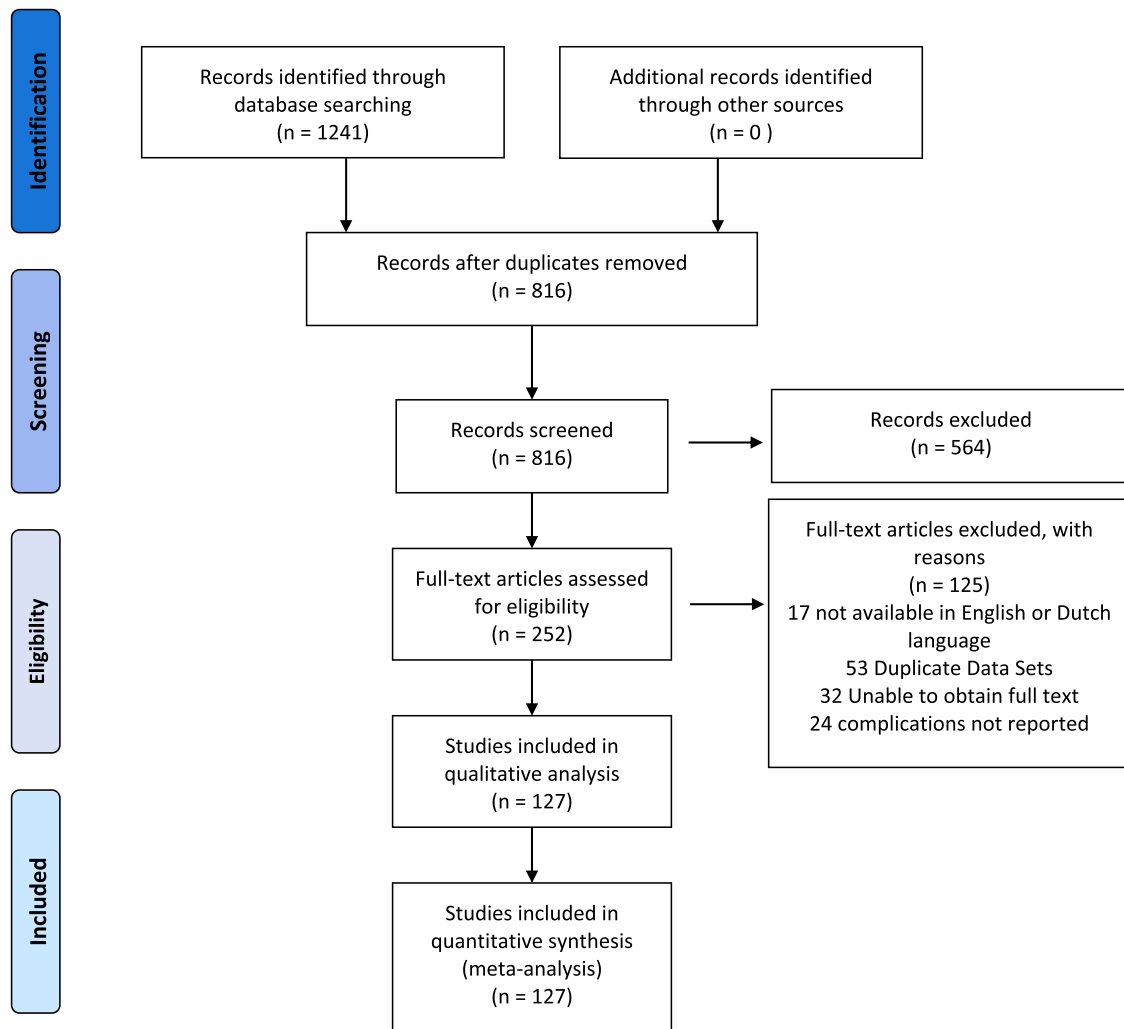 Identification
Records identified through
database searching
(n = 1241)
Additional records identified
through other sources
(n = 0 )
Records after duplicates removed
(n = 816)
Screening
Records screened
(n = 816)
Records excluded
(n = 564)
Eligibility
Full-text articles assessed
for eligibility
(n = 252)
Full-text articles excluded, with
reasons
(n = 125)
17 not available in English or Dutch
language
53 Duplicate Data Sets
32 Unable to obtain full text
24 complications not reported
Studies included in
qualitative analysis
(n = 127)
Included
Studies included in
quantitative synthesis
(meta-analysis)
(n = 127)